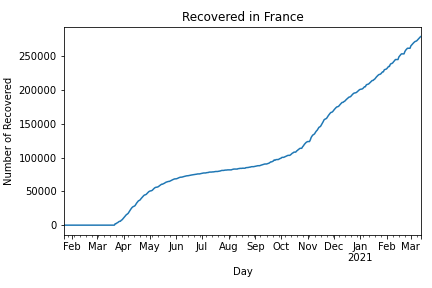 Recovered in France
Number of Recovered
250000
200000
150000
100000
50000
0
Feb Mar Apr May Jun Jul Aug Sep Oct Nov Dec Jan Feb Mar
2021
Day